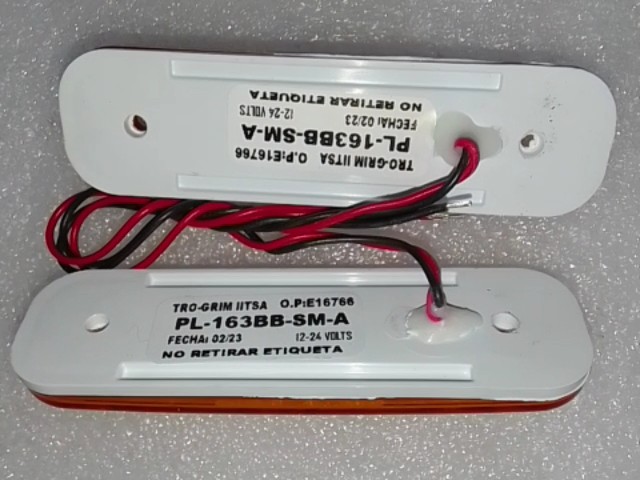 TRO-GRIM IITSA O.P:E16766
PL-163BB-SM-A
FECHA: 02/23 12-24 VOLTS
NO RETIRAR ETIQUETA
TRO-GRIM IITSA O.P:E16766
PL-163BB-SM-A
FECHA: 02/23 12-24 VOLTS
NO RETIRAR ETIQUETA